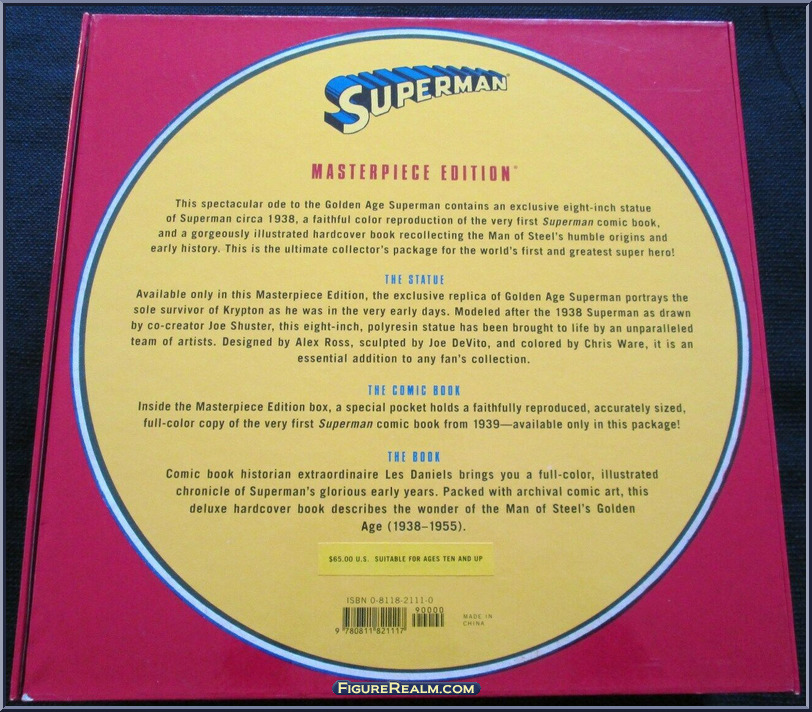 SUPERMAN
MASTERPIECE EDITION
This spectacular ode to the Golden Age Superman contains an exclusive eight-inch statue
of Superman circa 1938, a faithful color reproduction of the very first Superman comic book,
and a gorgeously illustrated hardcover book recollecting the Man of Steel's humble origins and
early history. This is the ultimate collector's package for the world's first and greatest super hero!
THE STATUE
Available only in this Masterpiece Edition, the exclusive replica of Golden Age Superman portrays the
sole survivor of Krypton as he was in the very early days. Modeled after the 1938 Superman as drawn
by co-creator Joe Shuster, this eight-inch, polyresin statue has been brought to life by an unparalleled
team of artists. Designed by Alex Ross, sculpted by Joe DeVito, and colored by Chris Ware, it is an
essential addition to any fan's collection.
THE COMIC BOOK
Inside the Masterpiece Edition box, a special pocket holds a faithfully reproduced, accurately sized,
full-color copy of the very first Superman comic book from 1939—available only in this package!
THE BOOK
Comic book historian extraordinaire Les Daniels brings you a full-color, illustrated
chronicle of Superman's glorious early years. Packed with archival comic art, this
deluxe hardcover book describes the wonder of the Man of Steel's Golden
Age (1938–1955).
$65.00 U.S. SUITABLE FOR AGES TEN AND UP
ISBN 0-8118-2111-0
90000
9 780811 821117
MADE IN
CHINA
FIGUREREALM.COM